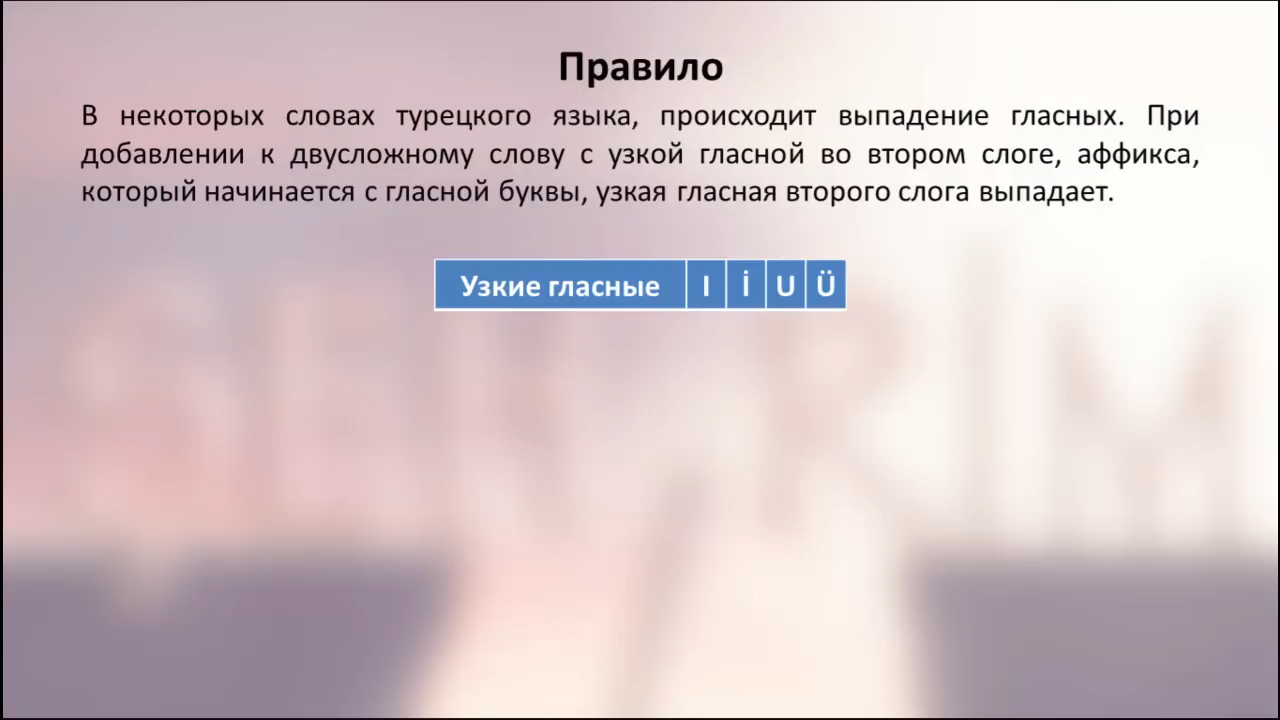 Правило
В некоторых словах турецкого языка, происходит выпадение гласных. При
добавлении к двусложному слову с узкой гласной во втором слоге, аффикса,
который начинается с гласной буквы, узкая гласная второго слога выпадает.
Узкие гласные I İ U Ü